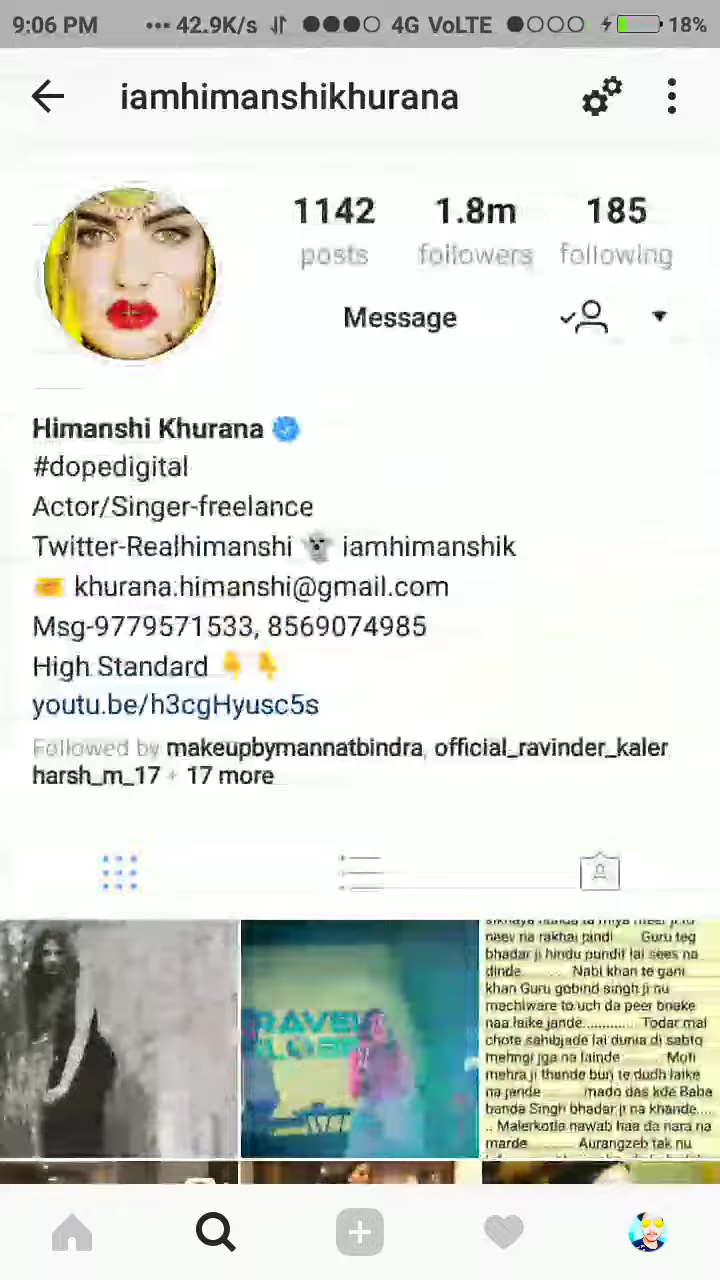 9:06 PM ... 42.9K/s 4G VoLTE 18%
iamhimanshikhurana
1142 1.8m 185
posts followers following
Message
Himanshi Khurana
#dopedigital
Actor/Singer-freelance
Twitter-Realhimanshi 👻 iamhimanshik
khurana.himanshi@gmail.com
Msg-9779571533, 8569074985
High Standard 👇👇
youtu.be/h3cgHyusc5s
Followed by makeupbymannatbindra, official_ravinder_kaler
harsh_m_17 + 17 more
neev na rakhai jandi Guru teg
bhadar ji hindu pundit lai sees na
dinde............ Nabi khan te gani
khan Guru gobind singh ji nu
machiware to uch da peer bnake
naa laike jande............. Todar mal
chote sahibjade lai dunia di sabto
mehngi jga na lainde Moti
mehra ji thande burj te dudh laike
na jande mado das kde Baba
banda Singh bhadar ji na khande....
.. Malerkotla nawab haa da nara na
marde Aurangzeb tak nu